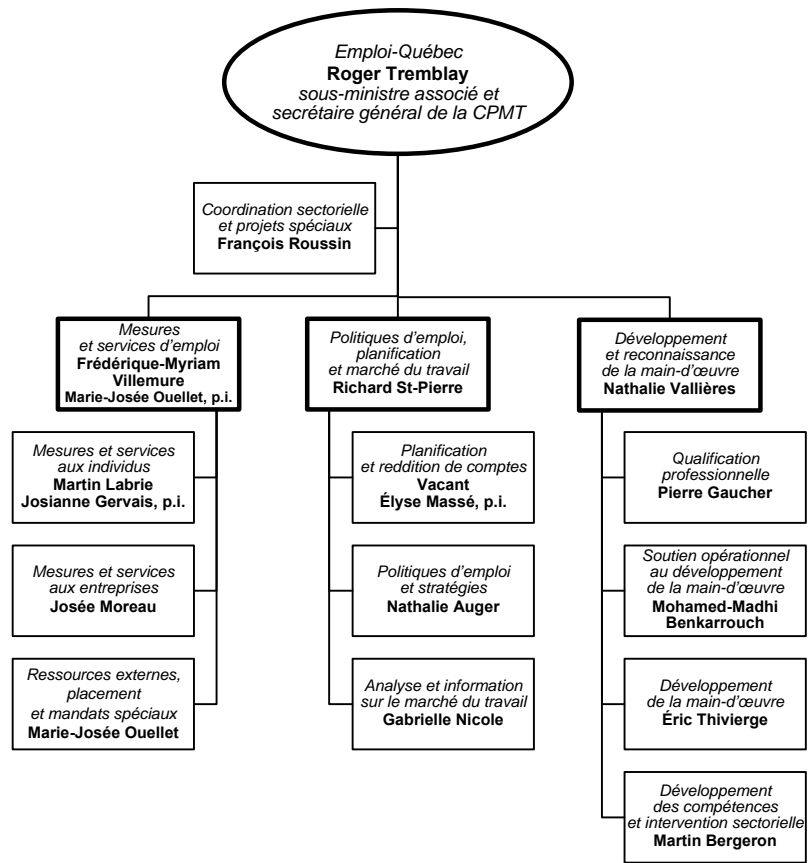 Emploi-Québec
Roger Tremblay
sous-ministre associé et
secrétaire général de la CPMT
Coordination sectorielle
et projets spéciaux
François Roussin
Mesures
et services d'emploi
Frédérique-Myriam
Villemure
Marie-Josée Ouellet, p.i.
Mesures et services
aux individus
Martin Labrie
Josianne Gervais, p.i.
Mesures et services
aux entreprises
Josée Moreau
Ressources externes,
placement
et mandats spéciaux
Marie-Josée Ouellet
Politiques d'emploi,
planification
et marché du travail
Richard St-Pierre
Planification
et reddition de comptes
Vacant
Élyse Massé, p.i.
Politiques d'emploi
et stratégies
Nathalie Auger
Analyse et information
sur le marché du travail
Gabrielle Nicole
Développement
et reconnaissance
de la main-d'œuvre
Nathalie Vallières
Qualification
professionnelle
Pierre Gaucher
Soutien opérationnel
au développement
de la main-d'œuvre
Mohamed-Madhi
Benkarrouch
Développement
de la main-d'œuvre
Éric Thivierge
Développement
des compétences
et intervention sectorielle
Martin Bergeron